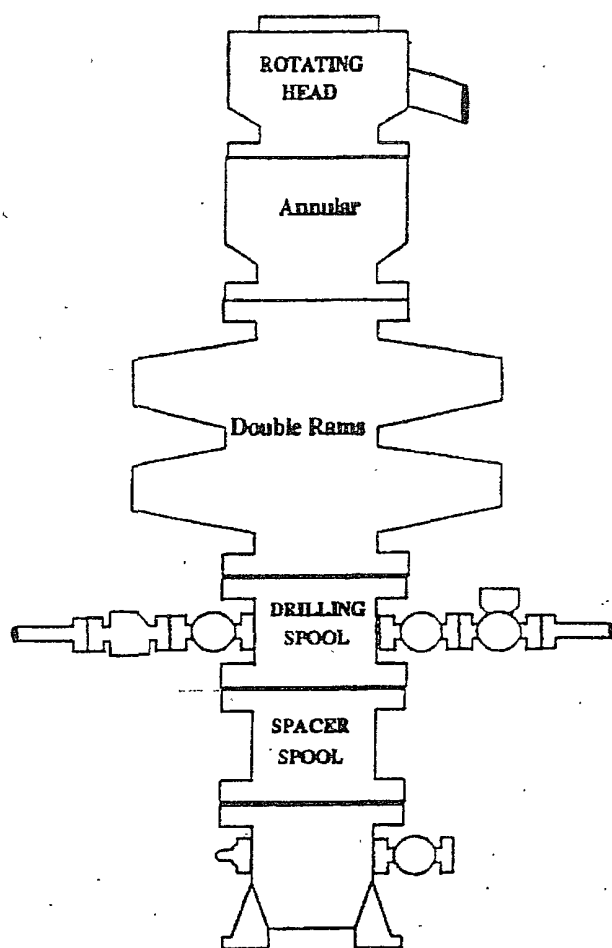 ROTATING
HEAD
Annular
Double Rams
DRILLING
SPOOL
SPACER
SPOOL